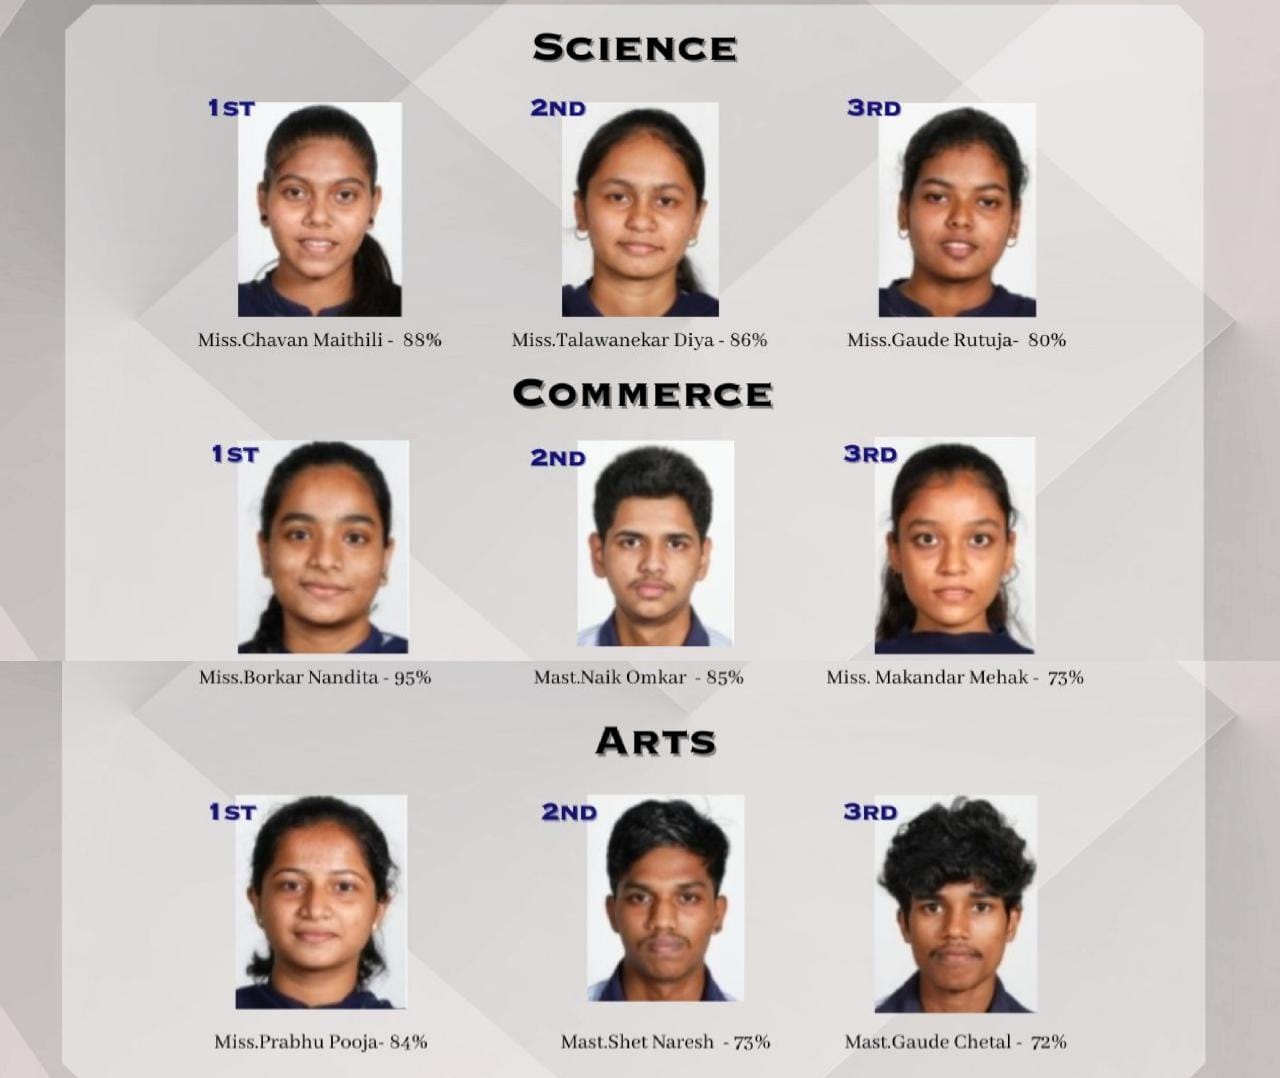 SCIENCE
1ST 2ND 3RD
Miss.Chavan Maithili - 88% Miss.Talawanekar Diya - 86% Miss.Gaude Rutuja- 80%
COMMERCE
1ST 2ND 3RD
Miss.Borkar Nandita - 95% Mast.Naik Omkar - 85% Miss. Makandar Mehak - 73%
ARTS
1ST 2ND 3RD
Miss.Prabhu Pooja- 84% Mast.Shet Naresh - 73% Mast.Gaude Chetal - 72%